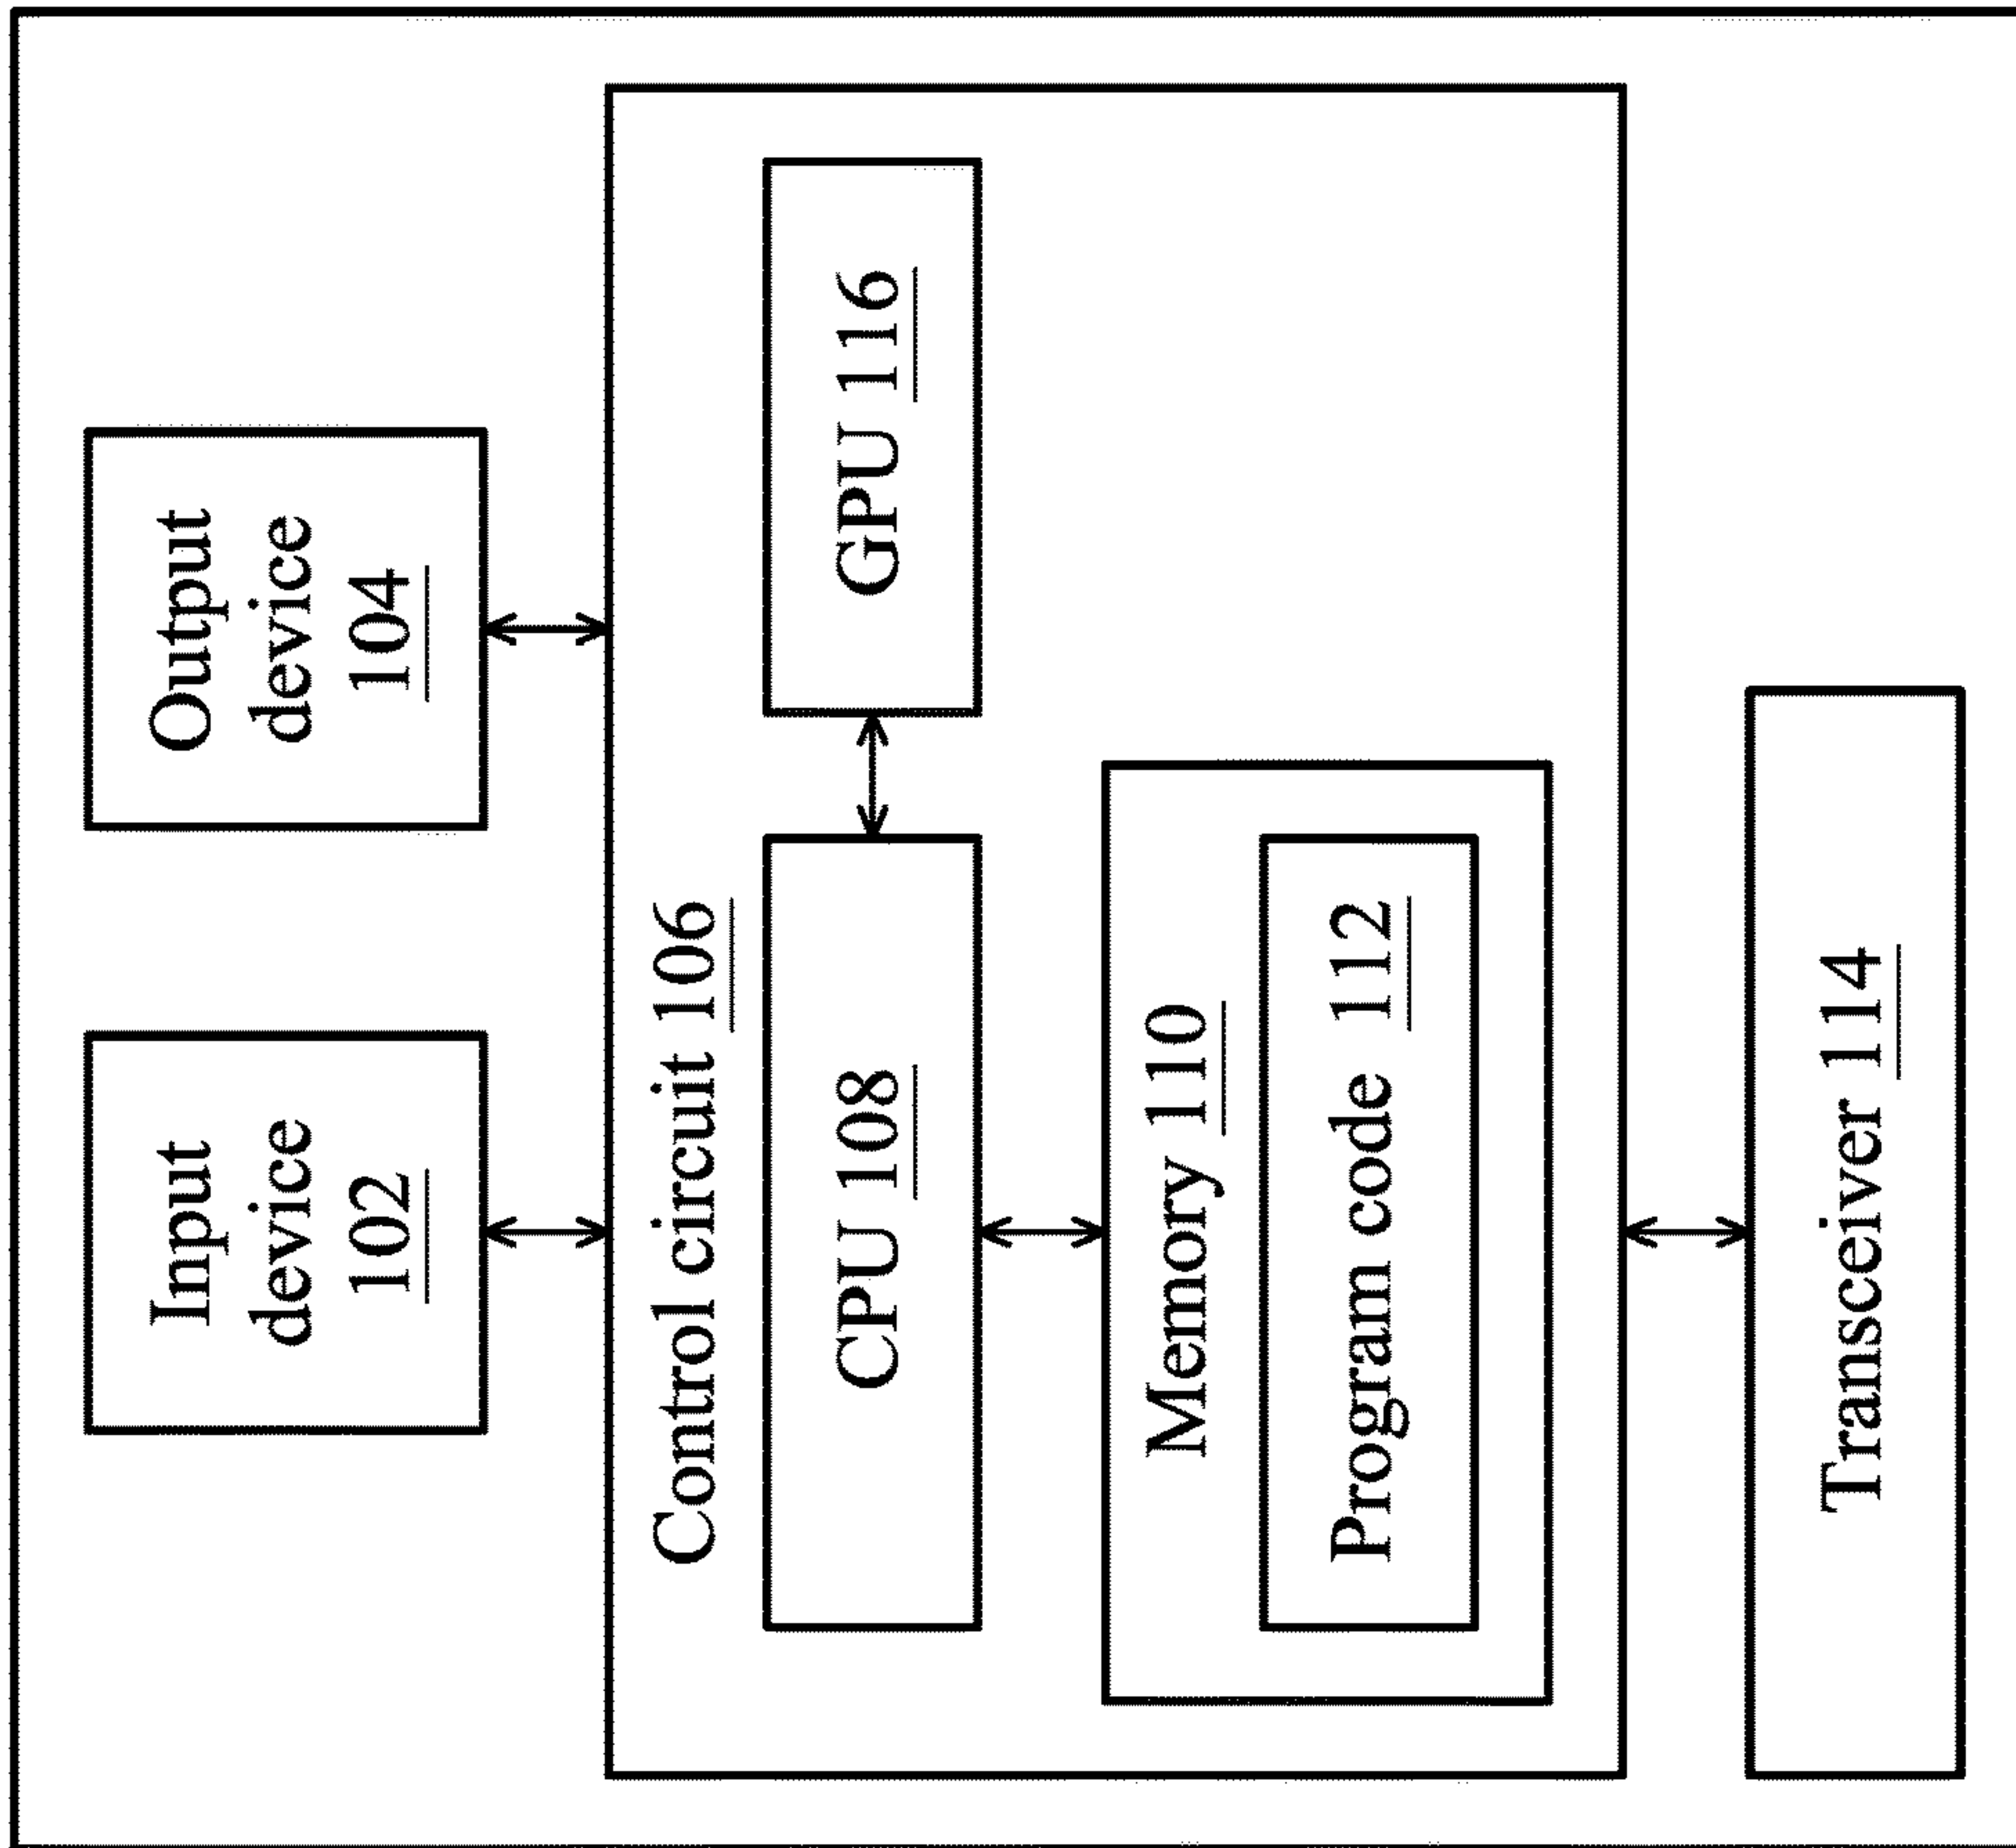 Input
device
102
Output
device
104
Control circuit 106
CPU 108
GPU 116
Memory 110
Program code 112
Transceiver 114